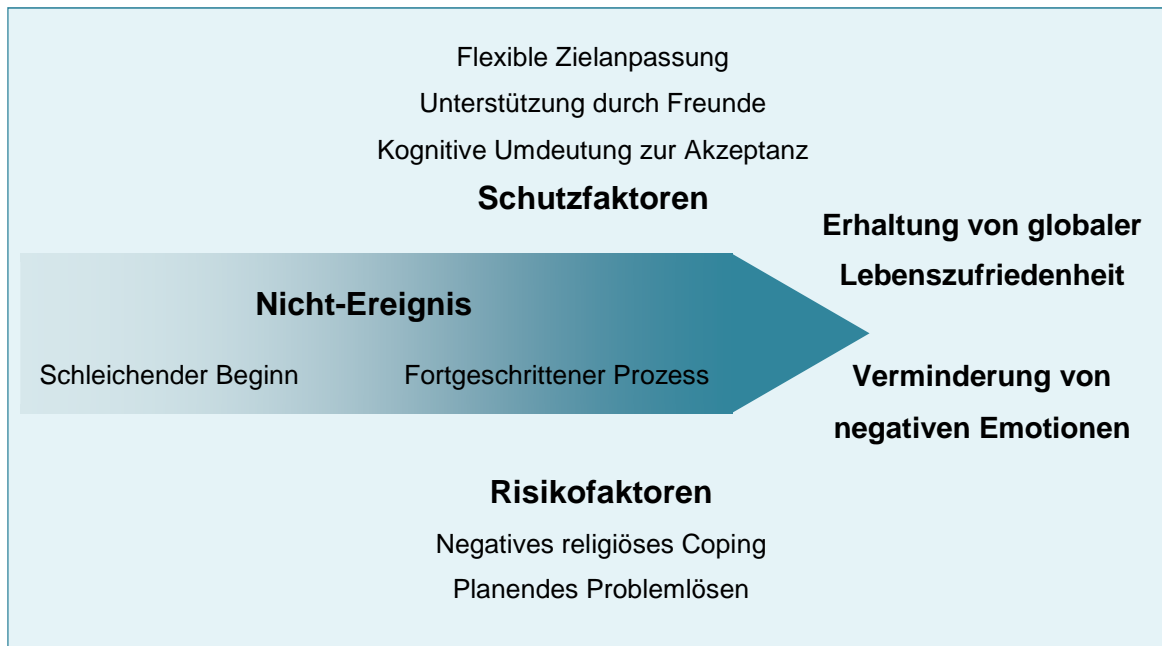 Flexible Zielanpassung
Unterstützung durch Freunde
Kognitive Umdeutung zur Akzeptanz
Schutzfaktoren
Erhaltung von globaler
Lebenszufriedenheit
Nicht-Ereignis
Schleichender Beginn
Fortgeschrittener Prozess
Verminderung von
negativen Emotionen
Risikofaktoren
Negatives religiöses Coping
Planendes Problemlösen